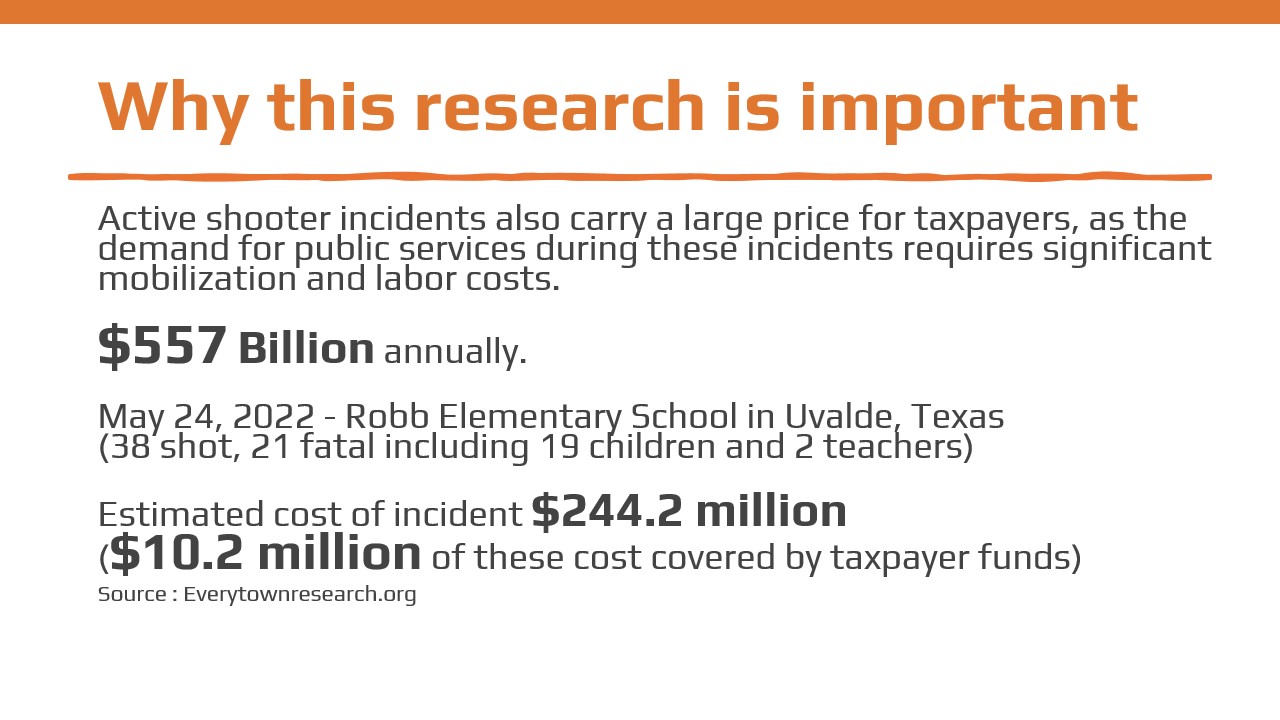 Why this research is important
Active shooter incidents also carry a large price for taxpayers, as the
demand for public services during these incidents requires significant
mobilization and labor costs.
$557 Billion annually.
May 24, 2022 - Robb Elementary School in Uvalde, Texas
(38 shot, 21 fatal including 19 children and 2 teachers)
Estimated cost of incident $244.2 million
($10.2 million of these cost covered by taxpayer funds)
Source : Everytownresearch.org